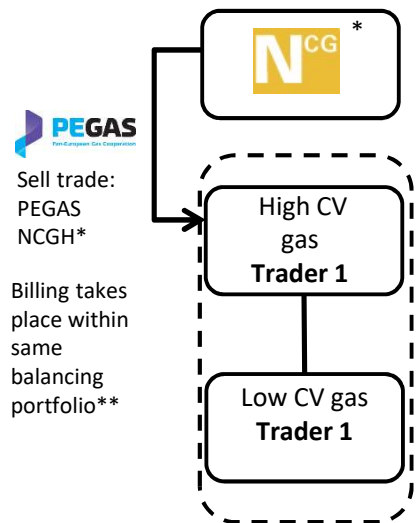 NCG
*
PEGAS
Pan-European Gas Cooperation
Sell trade:
PEGAS
NCGH*
Billing takes
place within
same
balancing
portfolio**
High CV
gas
Trader 1
Low CV gas
Trader 1